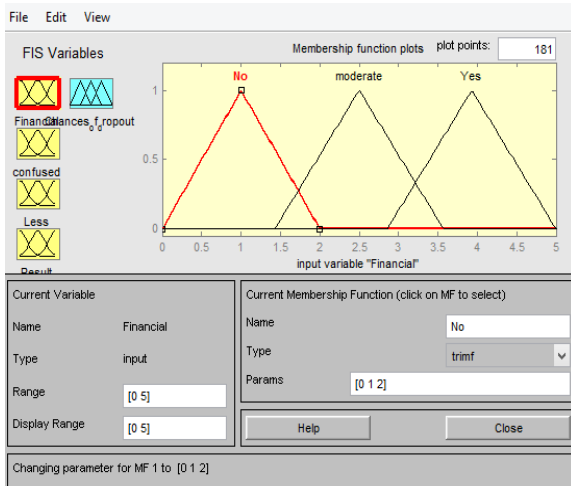 File Edit View
FIS Variables
Membership function plots plot points: 181
No moderate Yes
1
0.5
0
0 0.5 1 1.5 2 2.5 3 3.5 4 4.5 5
input variable "Financial"
Financial
confused
Less
Result
Current Variable
Name Financial
Type input
Range [0 5]
Display Range [0 5]
Current Membership Function (click on MF to select)
Name No
Type trimf
Params [0 1 2]
Help Close
Changing parameter for MF 1 to [0 1 2]